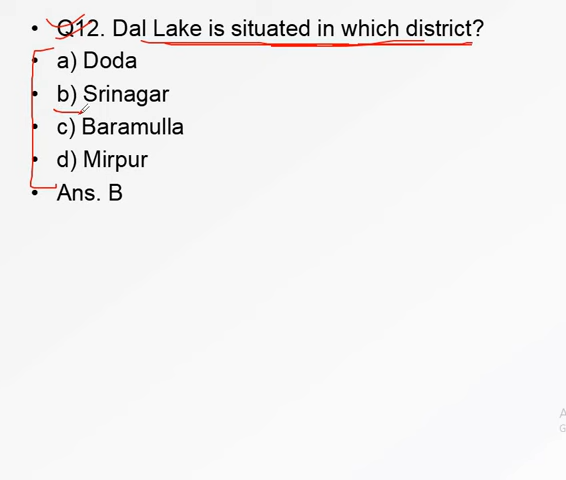 • Q12. Dal Lake is situated in which district?
• a) Doda
• b) Srinagar
• c) Baramulla
• d) Mirpur
• Ans. B
A
G